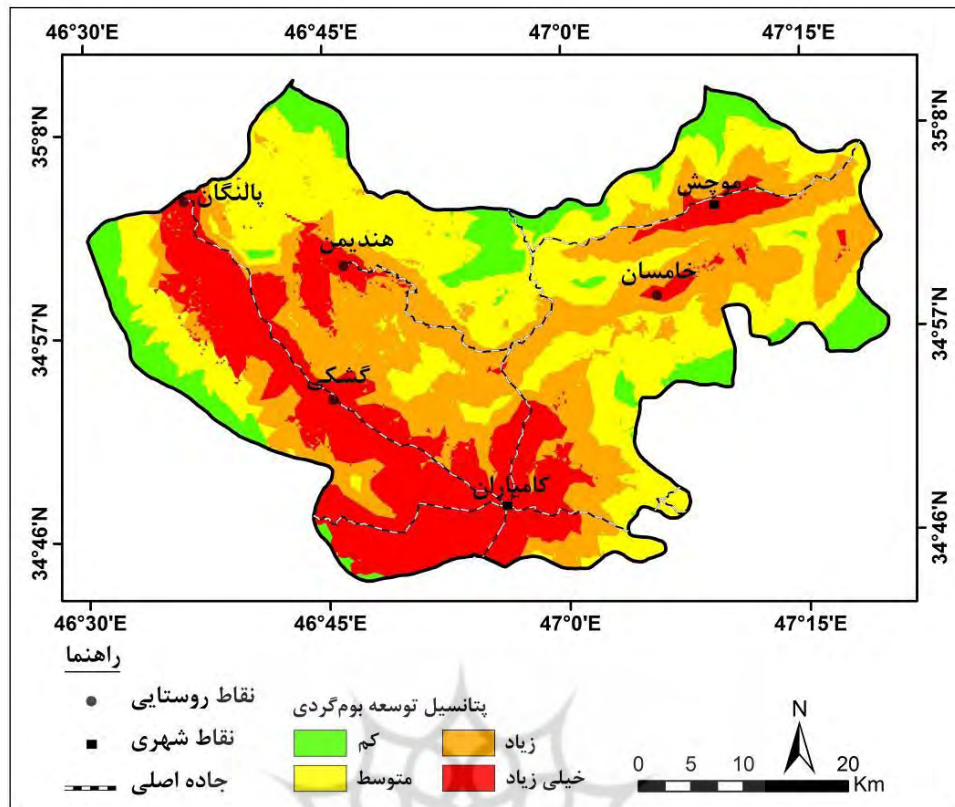 46°30'E 46°45'E 47°0'E 47°15'E
35°8'N
35°8'N
پالنگان
موچش
هندیمن
خامسان
34°57'N
34°57'N
گشکی
کامیاران
34°46'N
34°46'N
46°30'E 46°45'E 47°0'E 47°15'E
راهنما
نقاط روستایی
نقاط شهری
جاده اصلی
پتانسیل توسعه بوم‌گردی
کم
زیاد
متوسط
خیلی زیاد
N
0 5 10 20
Km